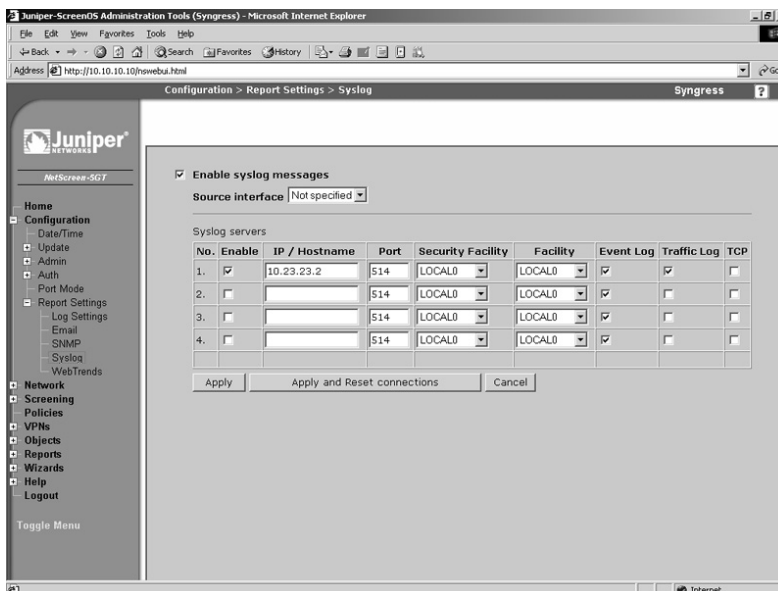 Juniper-ScreenOS Administration Tools (Syngress) - Microsoft Internet Explorer
File Edit View Favorites Tools Help
Back Search Favorites History
Address http://10.10.10.10/nswebui.html Go
Configuration > Report Settings > Syslog Syngress ?
Juniper
NETWORKS
NetScreen-5GT
Home
Configuration
Date/Time
Update
Admin
Auth
Port Mode
Report Settings
Log Settings
Email
SNMP
Syslog
WebTrends
Network
Screening
Policies
VPNs
Objects
Reports
Wizards
Help
Logout
Toggle Menu
Enable syslog messages
Source interface Not specified
Syslog servers
No. Enable IP / Hostname Port Security Facility Facility Event Log Traffic Log TCP
1. 10.23.23.2 514 LOCAL0 LOCAL0
2. 514 LOCAL0 LOCAL0
3. 514 LOCAL0 LOCAL0
4. 514 LOCAL0 LOCAL0
Apply Apply and Reset connections Cancel
Internet